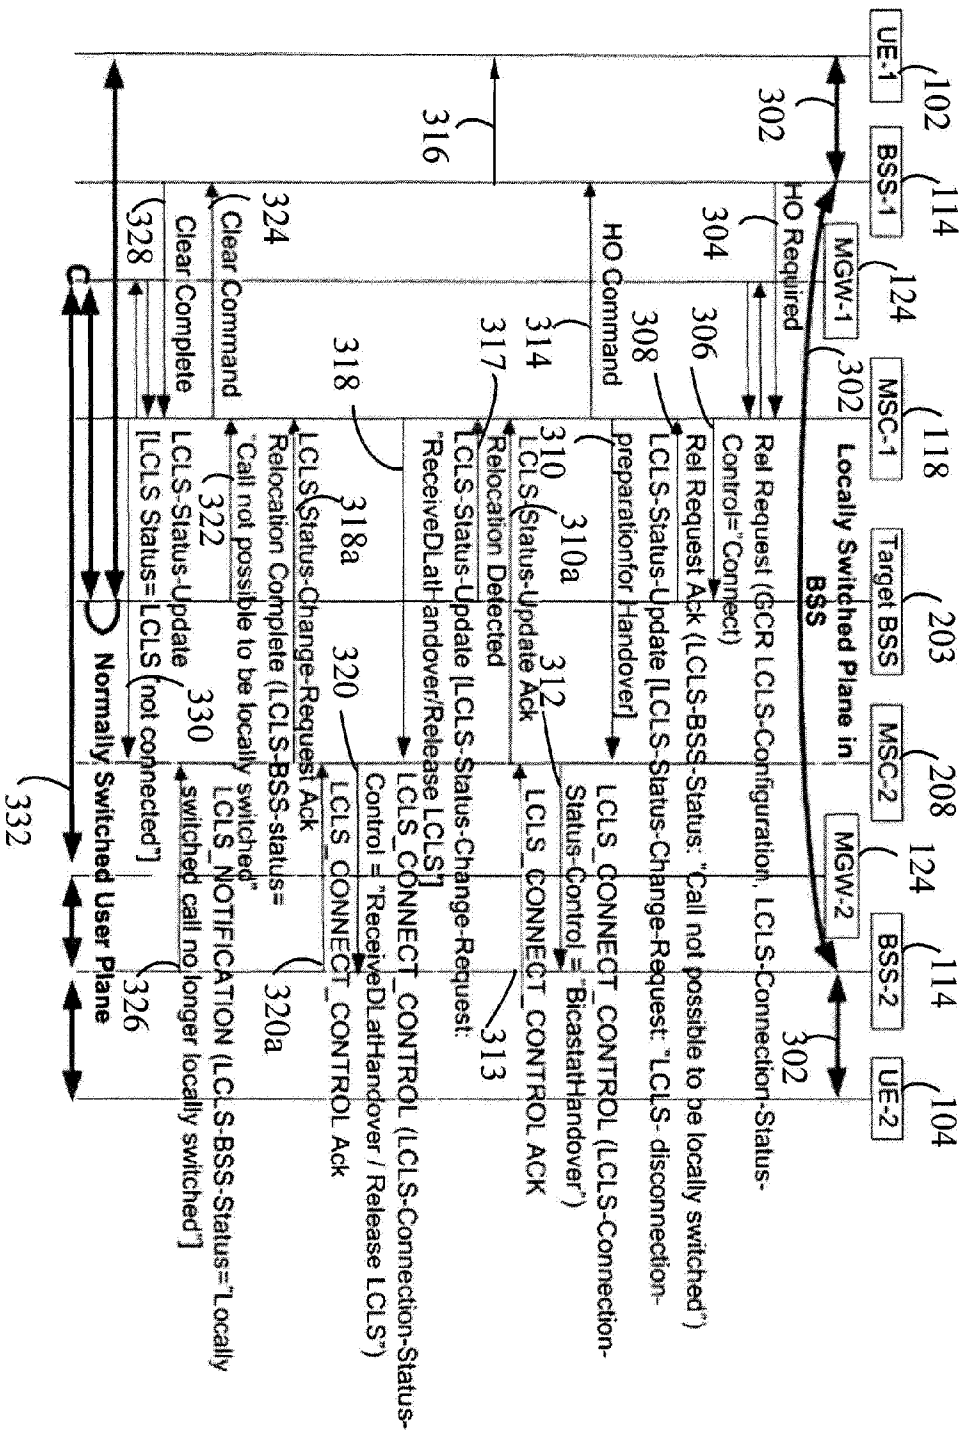 102
114
124
118
203
208
124
114
104
UE-1
BSS-1
MGW-1
MSC-1
Target BSS
MSC-2
MGW-2
BSS-2
UE-2
302
302
Locally Switched Plane in
BSS
302
HO Required
304
Rel Request (GCR LCLS-Configuration, LCLS-Connection-Status-
Control="Connect)
306
Rel Request Ack (LCLS-BSS-Status: "Call not possible to be locally switched")
308
LCLS-Status-Update [LCLS-Status-Change-Request: "LCLS- disconnection-
preparationfor Handover]
310
HO Command
314
LCLS_CONNECT_CONTROL (LCLS-Connection-
Status-Control = "BicastatHandover")
312
LCLS-Status-Update Ack
310a
LCLS_CONNECT_CONTROL ACK
313
316
Relocation Detected
317
LCLS-Status-Update [LCLS-Status-Change-Request:
"ReceiveDLatHandover/Release LCLS"]
318
LCLS_CONNECT_CONTROL (LCLS-Connection-Status-
Control = "ReceiveDLatHandover / Release LCLS")
320
LCLS_CONNECT_CONTROL Ack
320a
LCLS-Status-Change-Request Ack
318a
Relocation Complete (LCLS-BSS-status=
"Call not possible to be locally switched"
322
324
Clear Command
LCLS_NOTIFICATION (LCLS-BSS-Status="Locally
switched call no longer locally switched"]
326
Clear Complete
328
LCLS-Status-Update
[LCLS Status= LCLS "not connected"]
330
Normally Switched User Plane
332